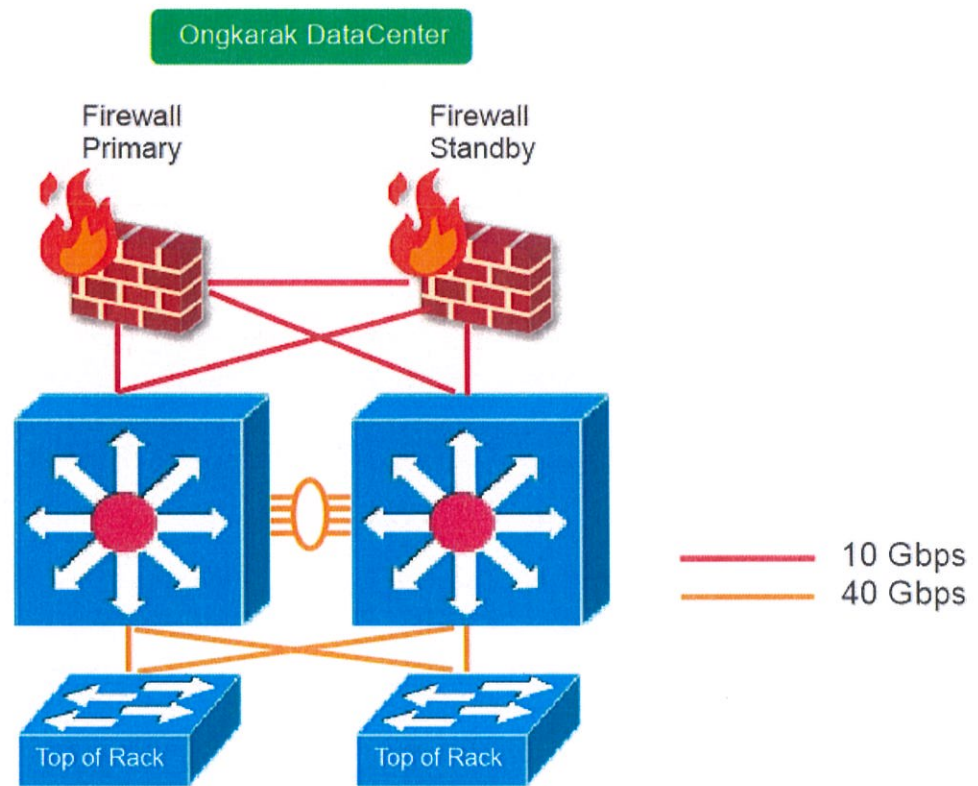 Ongkarak DataCenter
Firewall
Primary
Firewall
Standby
10 Gbps
40 Gbps
Top of Rack
Top of Rack